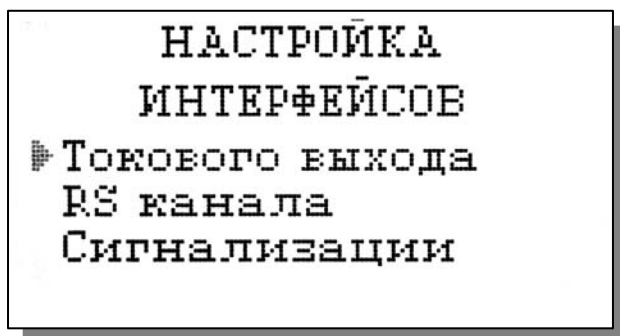 НАСТРОЙКА
ИНТЕРФЕЙСОВ
Токового выхода
RS канала
Сигнализации